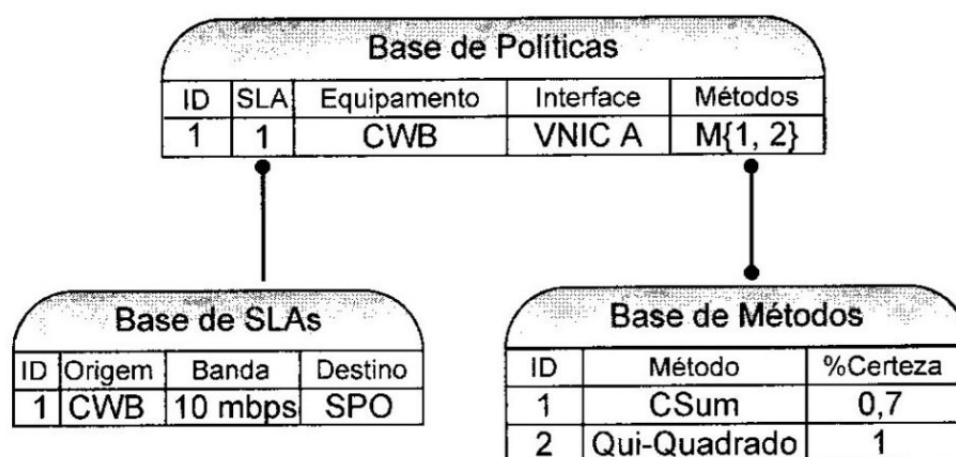 Base de Políticas
ID SLA Equipamento Interface Métodos
1 1 CWB VNIC A M{1, 2}
Base de SLAs
ID Origem Banda Destino
1 CWB 10 mbps SPO
Base de Métodos
ID Método %Certeza
1 CSum 0,7
2 Qui-Quadrado 1